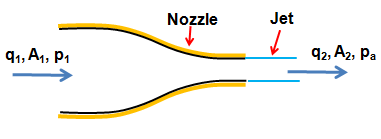 Nozzle
Jet
q₁, A₁, p₁
q₂, A₂, pₐ